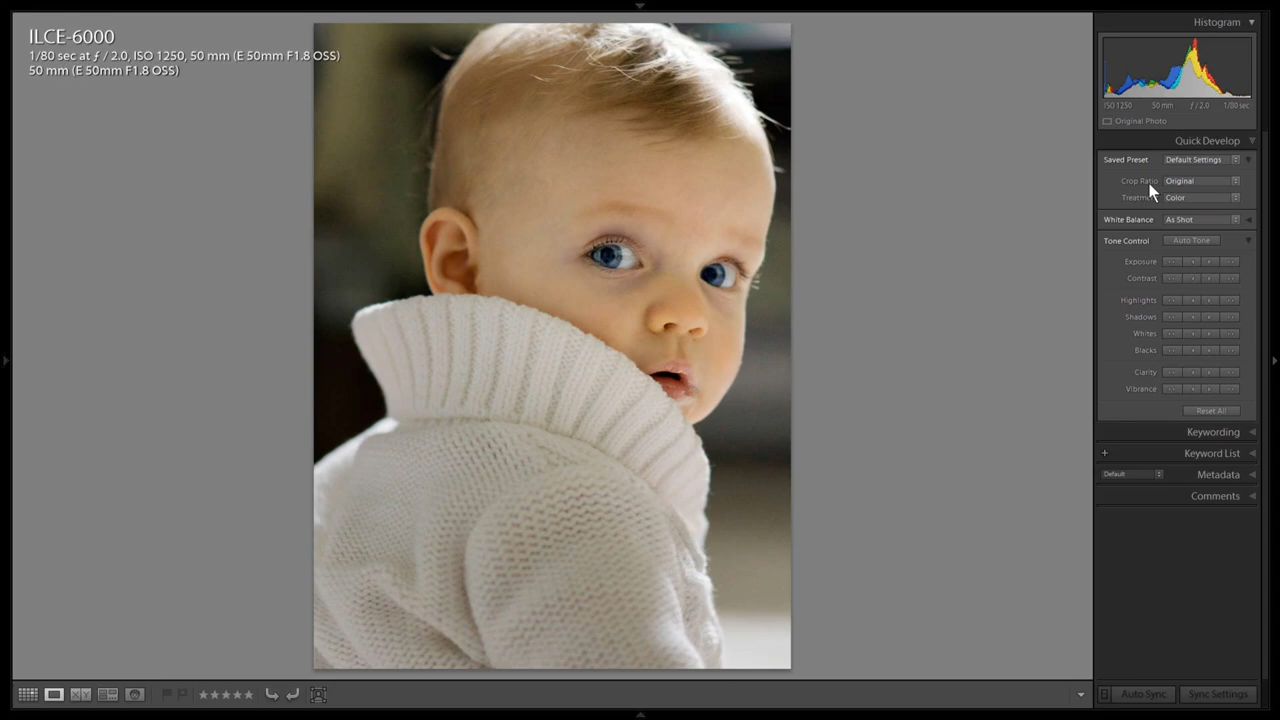 ILCE-6000
1/80 sec at ƒ / 2.0, ISO 1250, 50 mm (E 50mm F1.8 OSS)
50 mm (E 50mm F1.8 OSS)
Histogram
ISO 1250 50 mm ƒ / 2.0 1/80 sec
Original Photo
Quick Develop
Saved Preset Default Settings
Crop Ratio Original
Treatment Color
White Balance As Shot
Tone Control Auto Tone
Exposure
Contrast
Highlights
Shadows
Whites
Blacks
Clarity
Vibrance
Reset All
Keywording
+ Keyword List
Default Metadata
Comments
X Y
Auto Sync Sync Settings